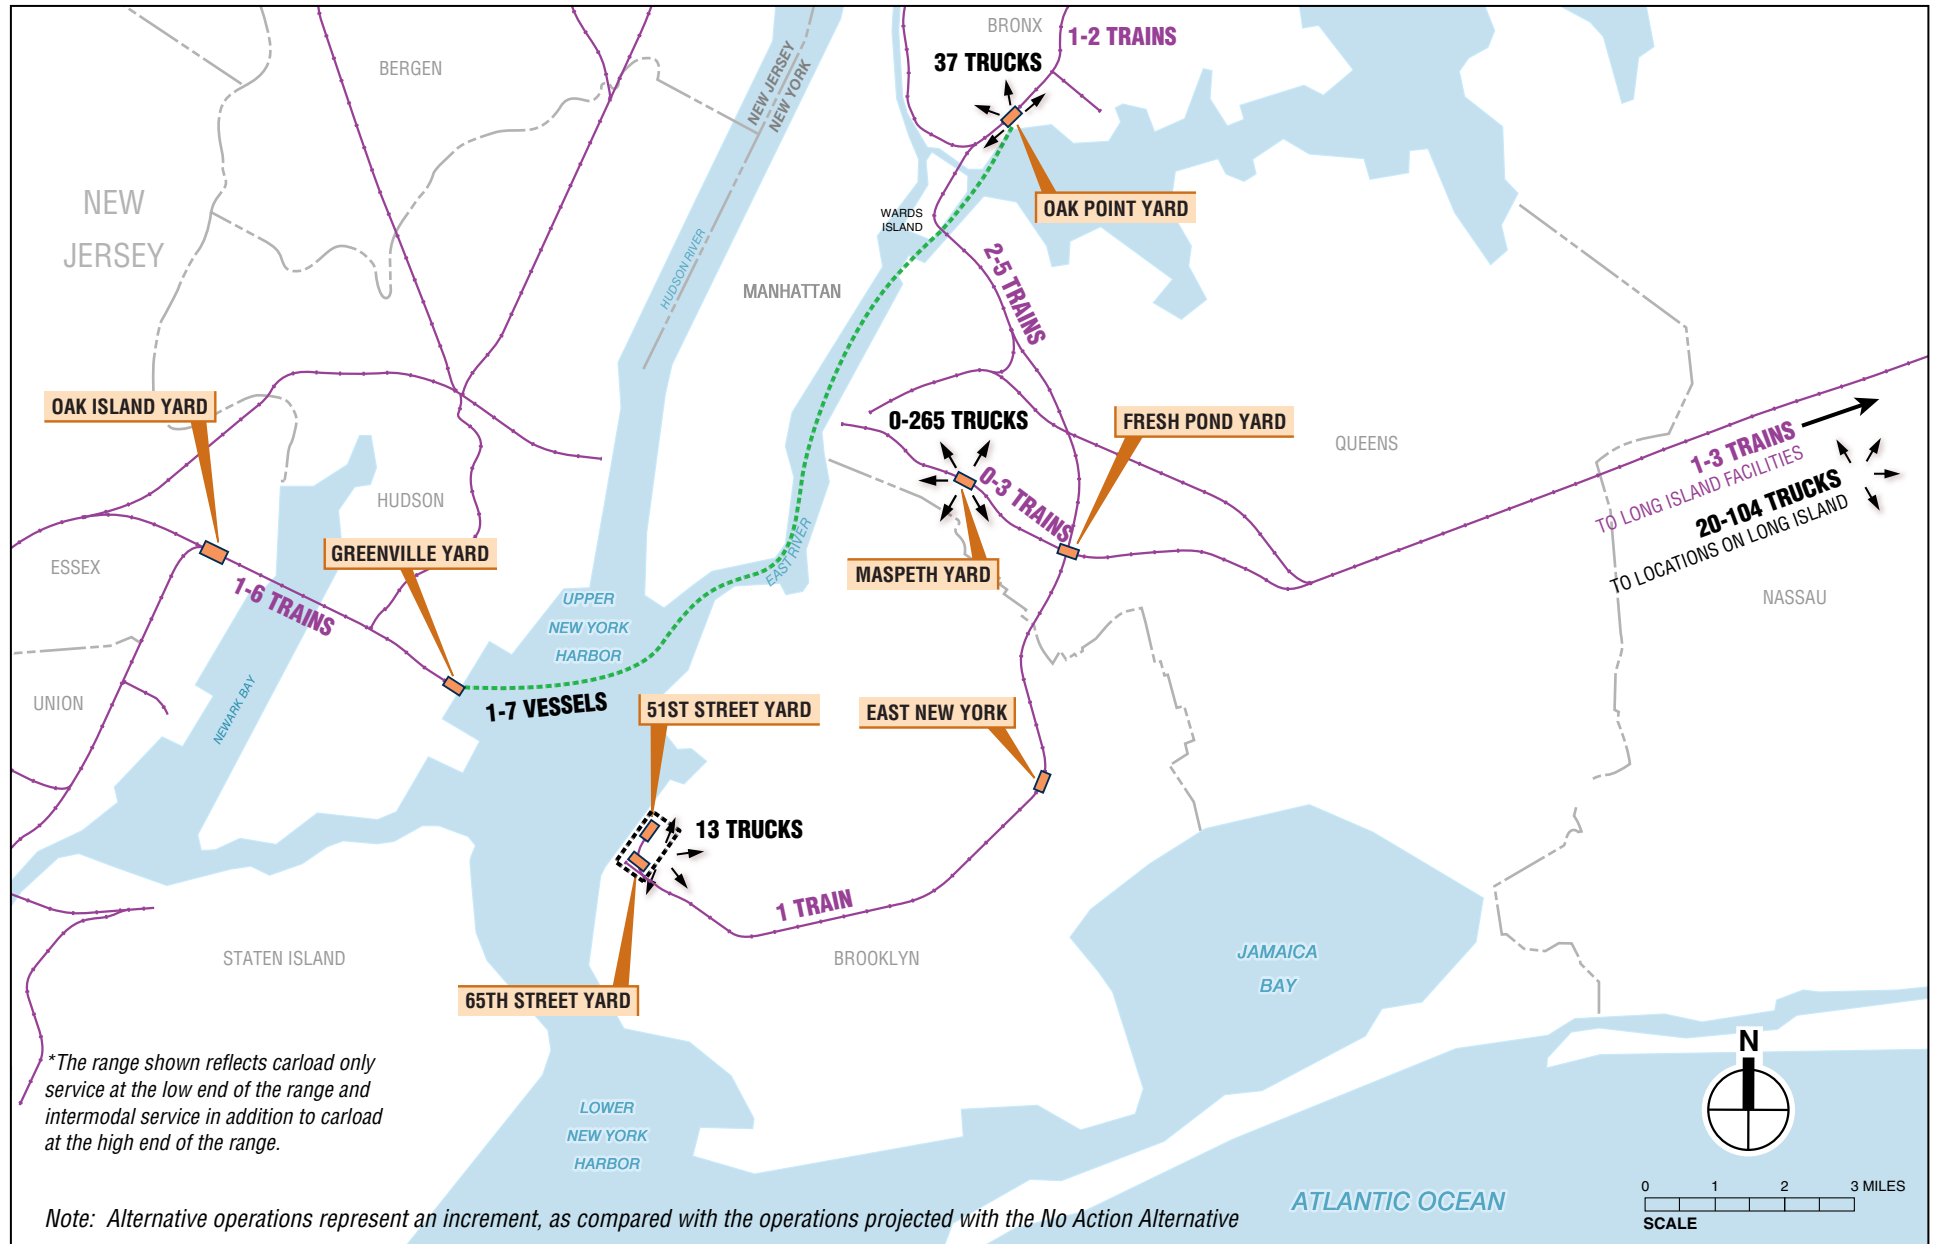 BRONX
1-2 TRAINS
37 TRUCKS
BERGEN
NEW JERSEY
NEW YORK
NEW
JERSEY
OAK POINT YARD
WARDS
ISLAND
HUDSON RIVER
MANHATTAN
2-5 TRAINS
OAK ISLAND YARD
0-265 TRUCKS
FRESH POND YARD
QUEENS
1-3 TRAINS
TO LONG ISLAND FACILITIES
20-104 TRUCKS
TO LOCATIONS ON LONG ISLAND
0-3 TRAINS
HUDSON
GREENVILLE YARD
EAST RIVER
MASPETH YARD
ESSEX
1-6 TRAINS
UPPER
NEW YORK
HARBOR
NASSAU
UNION
NEWARK BAY
1-7 VESSELS
51ST STREET YARD
EAST NEW YORK
13 TRUCKS
1 TRAIN
STATEN ISLAND
BROOKLYN
JAMAICA
BAY
65TH STREET YARD
*The range shown reflects carload only
service at the low end of the range and
intermodal service in addition to carload
at the high end of the range.
LOWER
NEW YORK
HARBOR
N
ATLANTIC OCEAN
0 1 2 3 MILES
SCALE
Note: Alternative operations represent an increment, as compared with the operations projected with the No Action Alternative